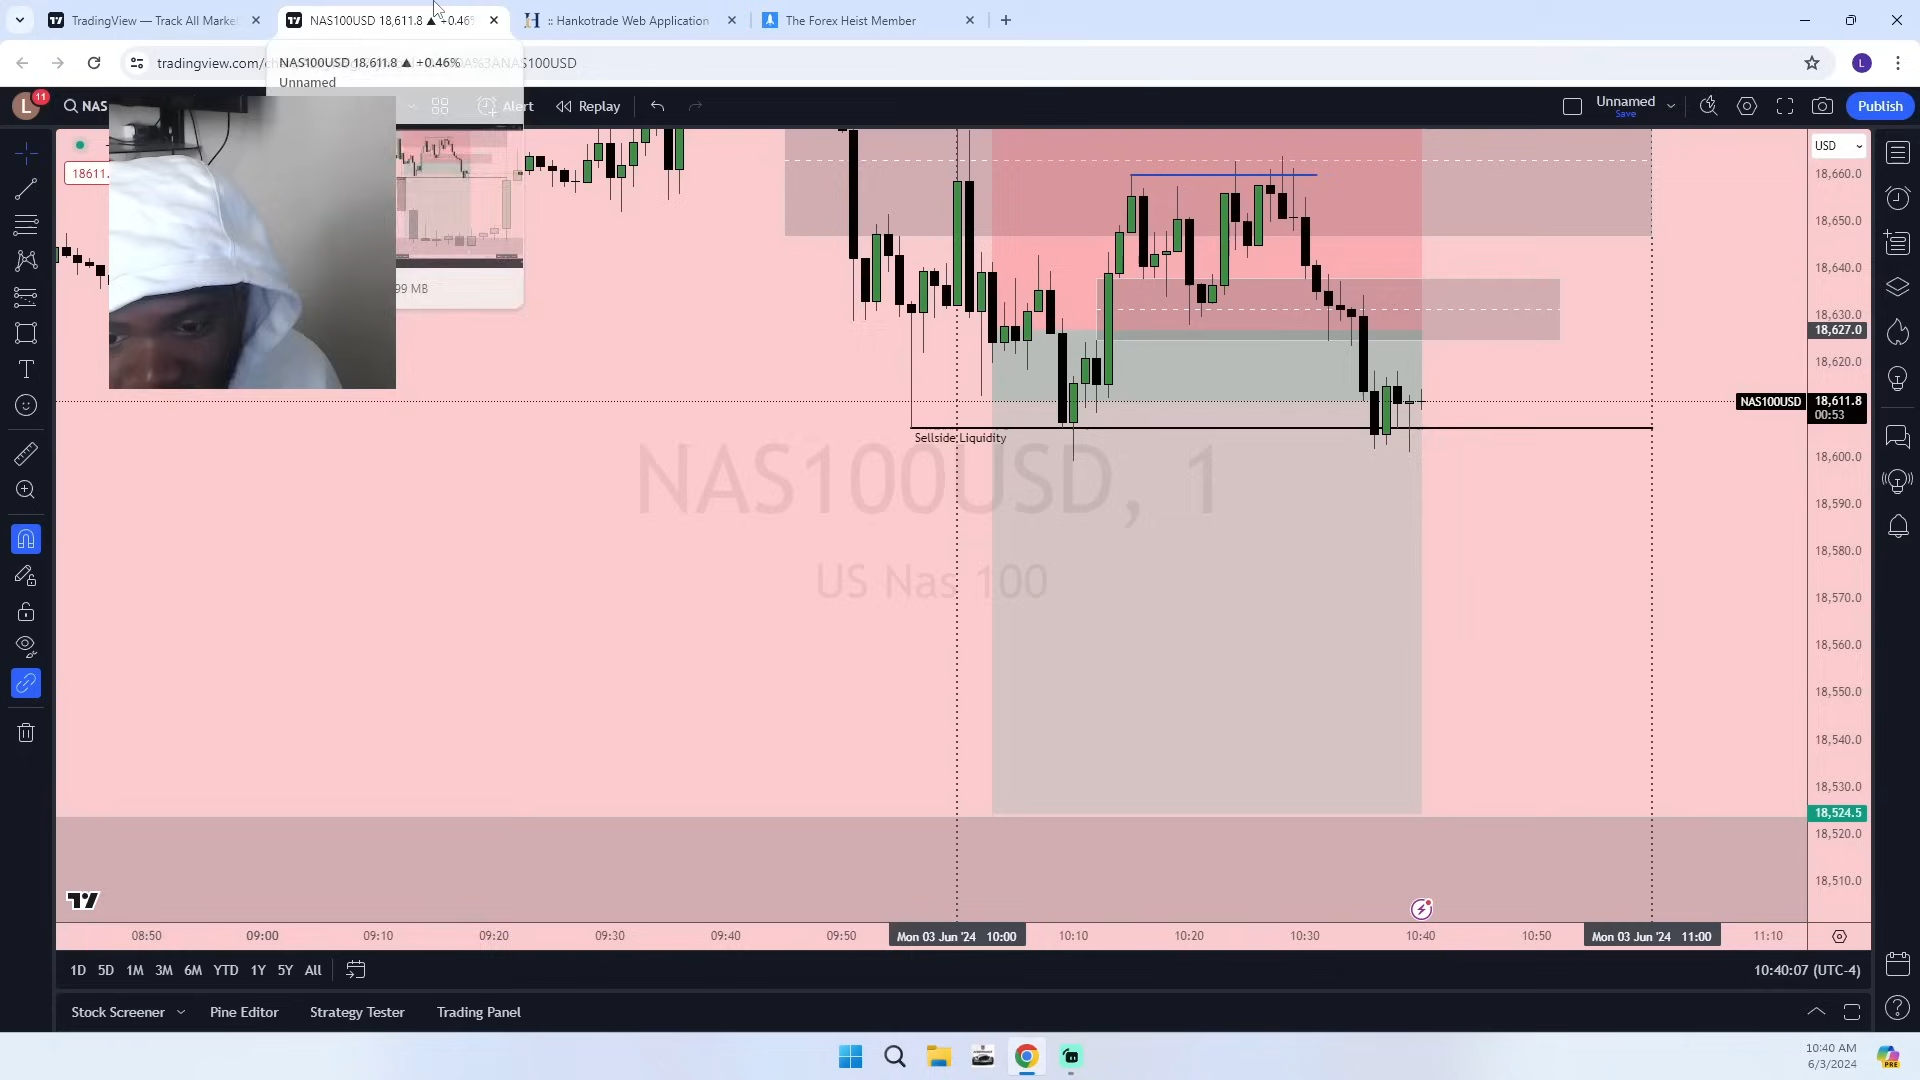 TradingView — Track All Marke
NAS100USD 18,611.8 ▲ +0.46
:: Hankotrade Web Application
The Forex Heist Member
tradingview.com/
%3ANAS100USD
NAS100USD 18,611.8 ▲ +0.46%
Unnamed
L
L
11
NAS
Alert
Replay
Unnamed
Save
Publish
18611.
99 MB
USD
18,660.0
18,650.0
18,640.0
18,630.0
18,627.0
18,620.0
NAS100USD
18,611.8
00:53
18,600.0
18,590.0
18,580.0
18,570.0
18,560.0
18,550.0
18,540.0
18,530.0
18,524.5
18,520.0
18,510.0
Sellside Liquidity
NAS100USD, 1
US Nas 100
08:50
09:00
09:10
09:20
09:30
09:40
09:50
Mon 03 Jun '24 10:00
10:10
10:20
10:30
10:40
10:50
Mon 03 Jun '24 11:00
11:10
1D 5D 1M 3M 6M YTD 1Y 5Y All
10:40:07 (UTC-4)
Stock Screener
Pine Editor
Strategy Tester
Trading Panel
10:40 AM
6/3/2024
PRE